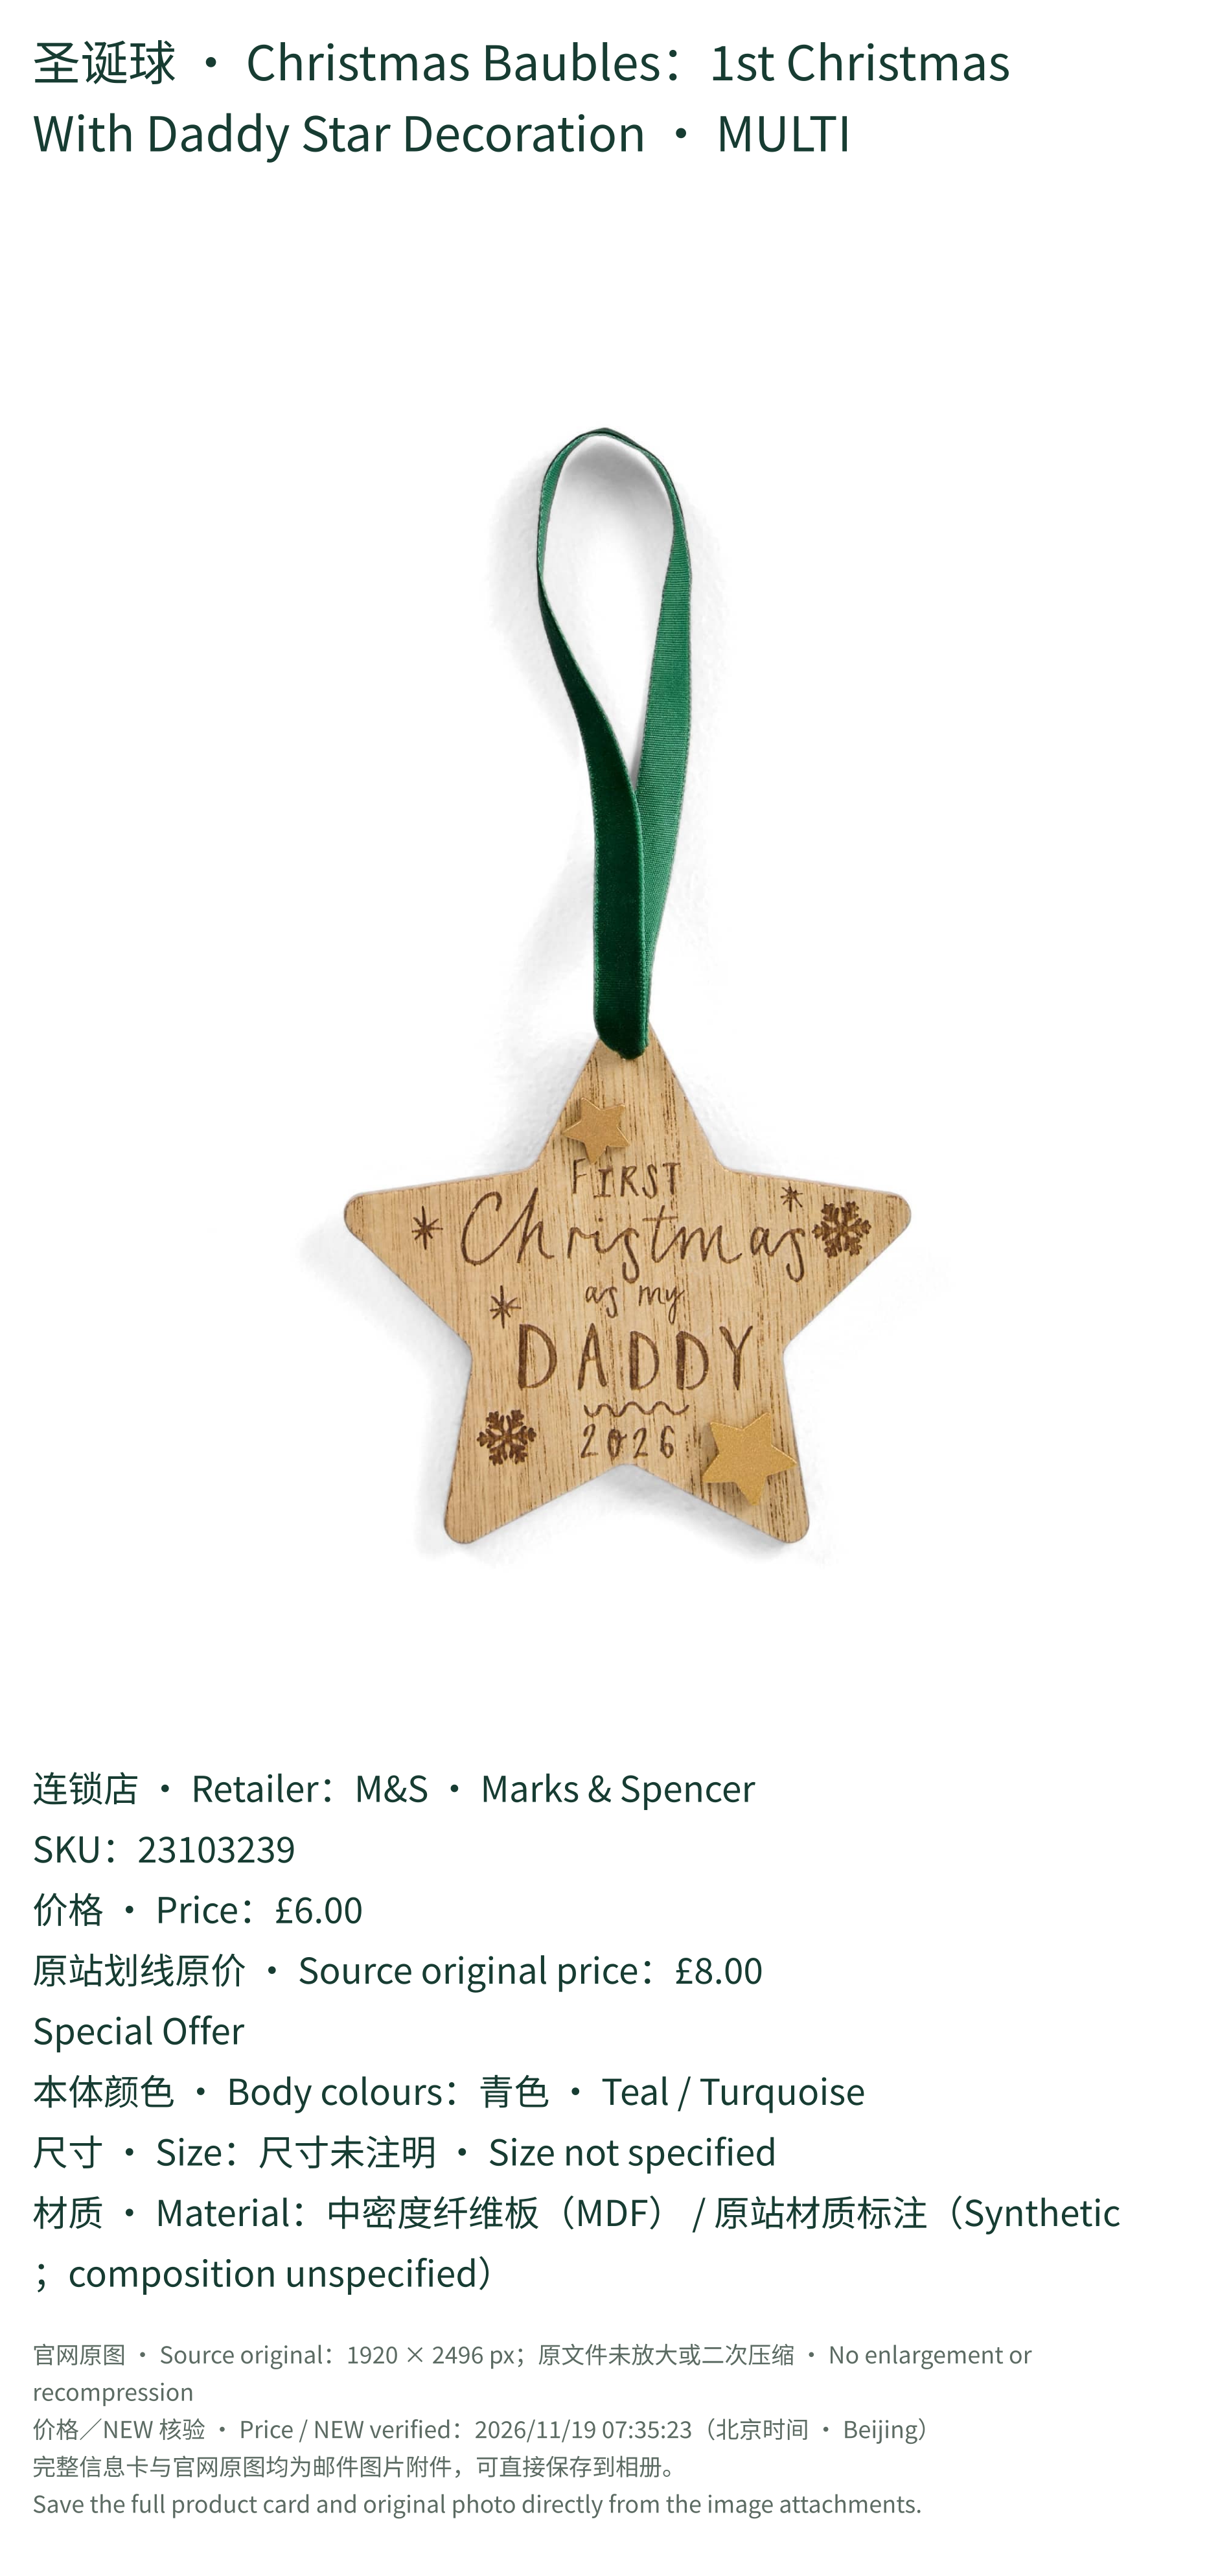 圣诞球 · Christmas Baubles：1st Christmas
With Daddy Star Decoration · MULTI
FIRST
Christmas
as my
DADDY
2026
连锁店 · Retailer：M&S · Marks & Spencer
SKU：23103239
价格 · Price：£6.00
原站划线原价 · Source original price：£8.00
Special Offer
本体颜色 · Body colours：青色 · Teal / Turquoise
尺寸 · Size：尺寸未注明 · Size not specified
材质 · Material：中密度纤维板（MDF） / 原站材质标注（Synthetic
；composition unspecified）
官网原图 · Source original：1920 × 2496 px；原文件未放大或二次压缩 · No enlargement or
recompression
价格／NEW 核验 · Price / NEW verified：2026/11/19 07:35:23（北京时间 · Beijing）
完整信息卡与官网原图均为邮件图片附件，可直接保存到相册。
Save the full product card and original photo directly from the image attachments.